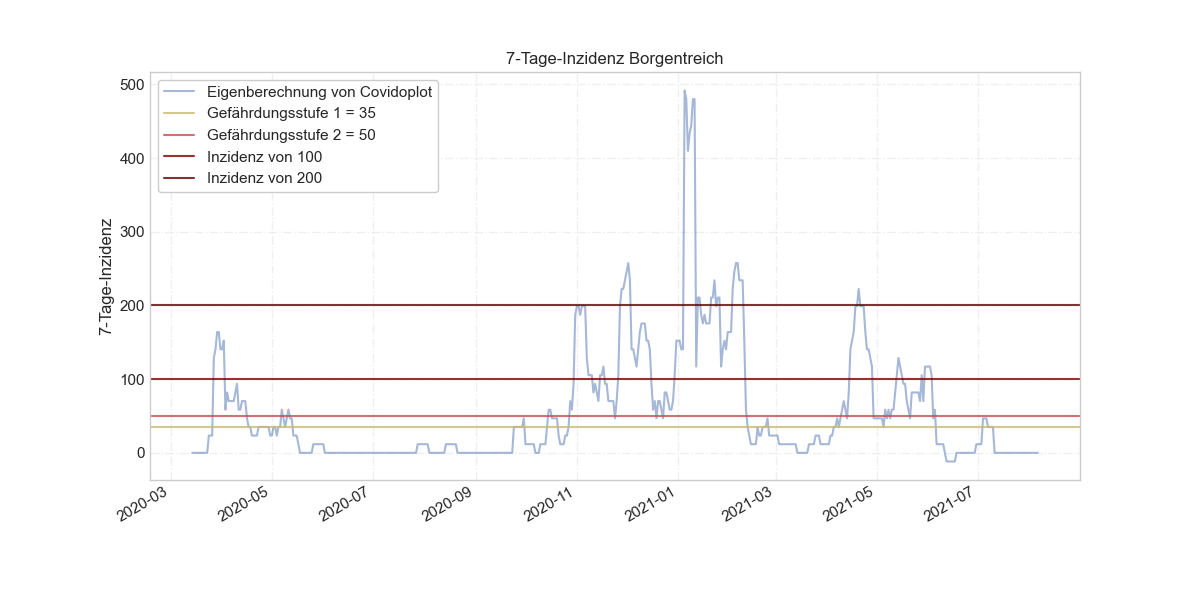 7-Tage-Inzidenz Borgentreich
Eigenberechnung von Covidoplot
Gefährdungsstufe 1 = 35
Gefährdungsstufe 2 = 50
Inzidenz von 100
Inzidenz von 200
7-Tage-Inzidenz
500
400
300
200
100
0
2020-03
2020-05
2020-07
2020-09
2020-11
2021-01
2021-03
2021-05
2021-07